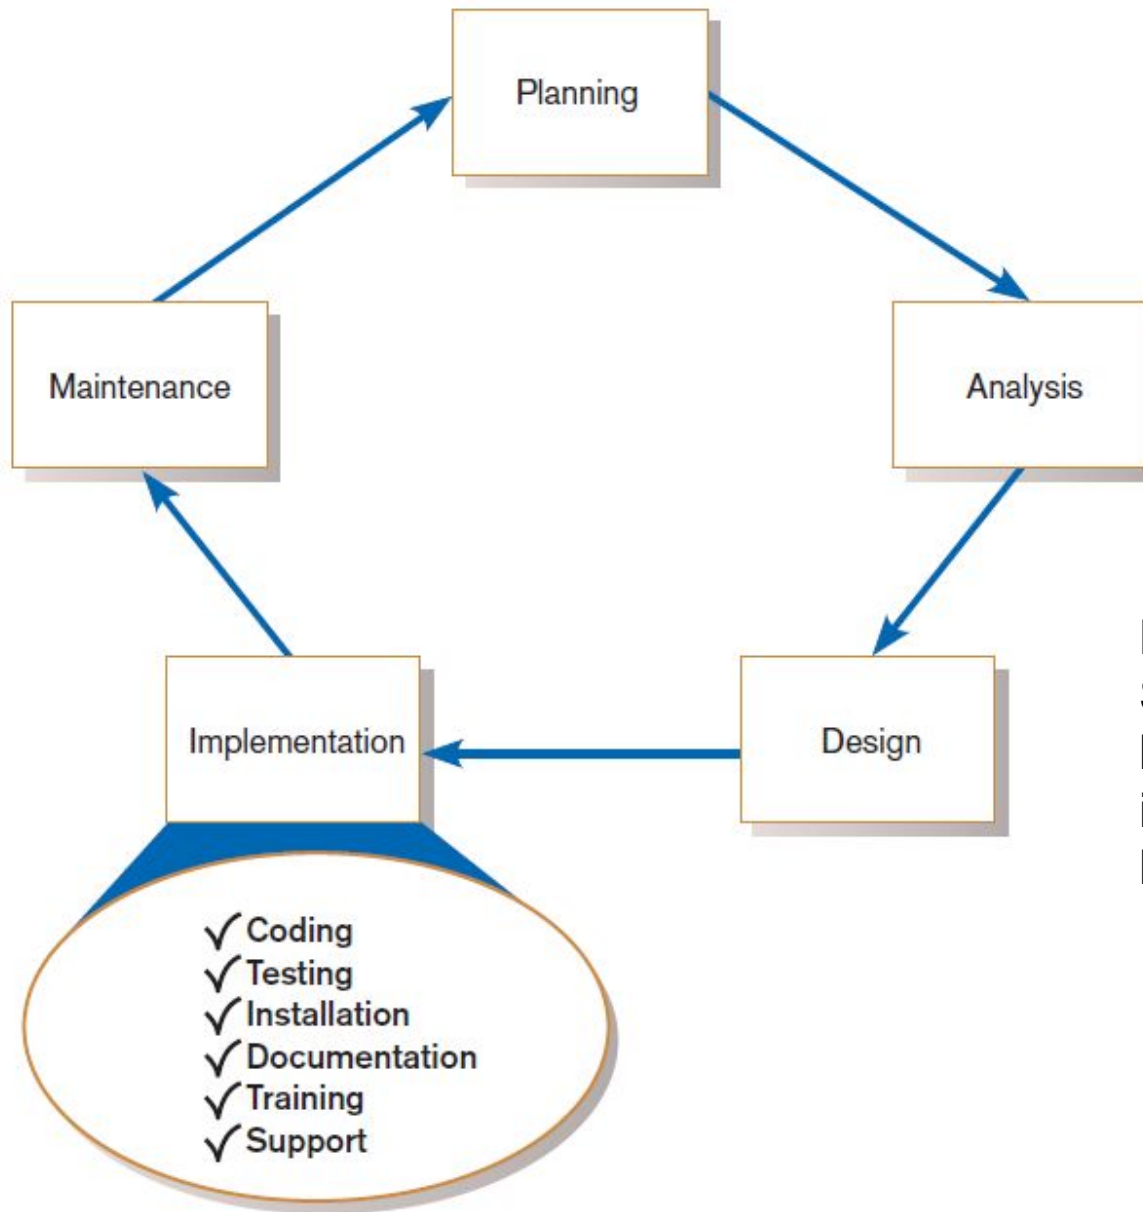 Planning
Maintenance
Analysis
Implementation
Design
Coding
Testing
Installation
Documentation
Training
Support